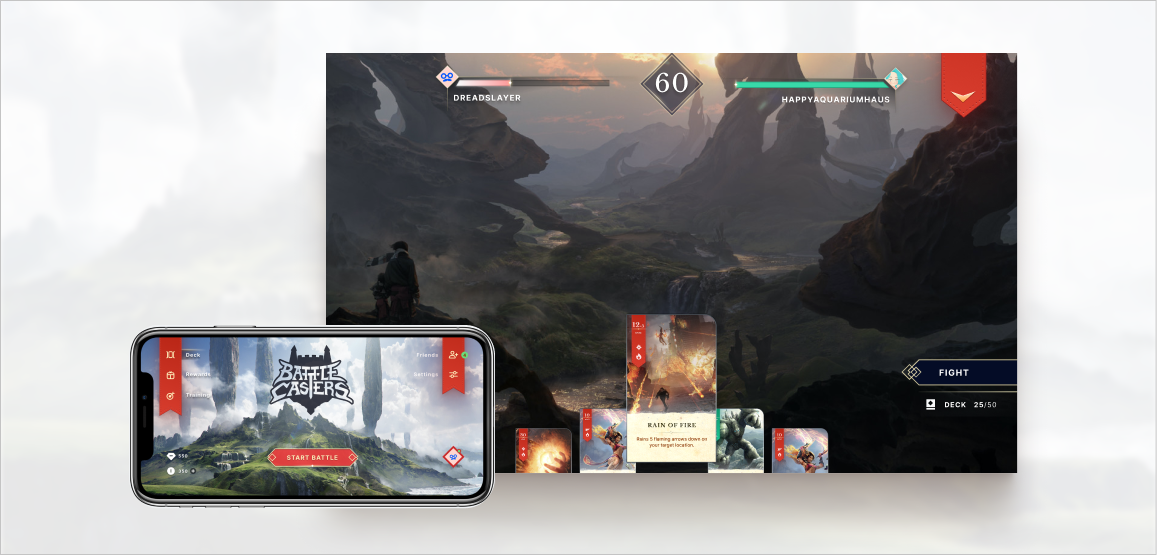 60
DREADSLAYER
HAPPYAQUARIUMHAUS
FIGHT
DECK 25/50
RAIN OF FIRE
Rains 5 flaming arrows down on
your target location.
Deck
Rewards
Training
Friends
Settings
BATTLE
CASTERS
START BATTLE